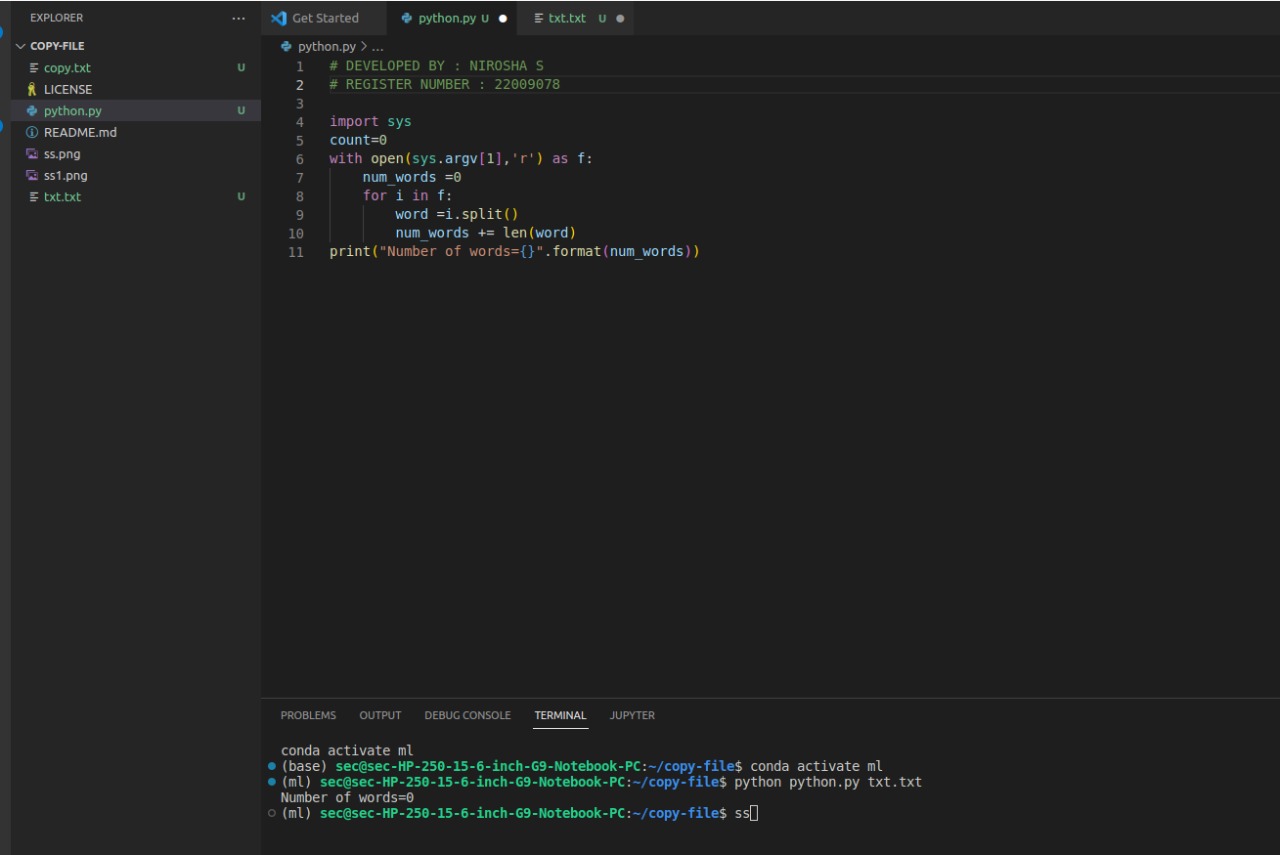 EXPLORER ···
COPY-FILE
copy.txt U
LICENSE
python.py U
README.md
ss.png
ss1.png
txt.txt U
Get Started python.py U txt.txt U
python.py > ...
1 # DEVELOPED BY : NIROSHA S
2 # REGISTER NUMBER : 22009078
3
4 import sys
5 count=0
6 with open(sys.argv[1],'r') as f:
7     num_words =0
8     for i in f:
9         word =i.split()
10         num_words += len(word)
11 print("Number of words={}".format(num_words))
PROBLEMS OUTPUT DEBUG CONSOLE TERMINAL JUPYTER
conda activate ml
(base) sec@sec-HP-250-15-6-inch-G9-Notebook-PC:~/copy-file$ conda activate ml
(ml) sec@sec-HP-250-15-6-inch-G9-Notebook-PC:~/copy-file$ python python.py txt.txt
Number of words=0
(ml) sec@sec-HP-250-15-6-inch-G9-Notebook-PC:~/copy-file$ ss